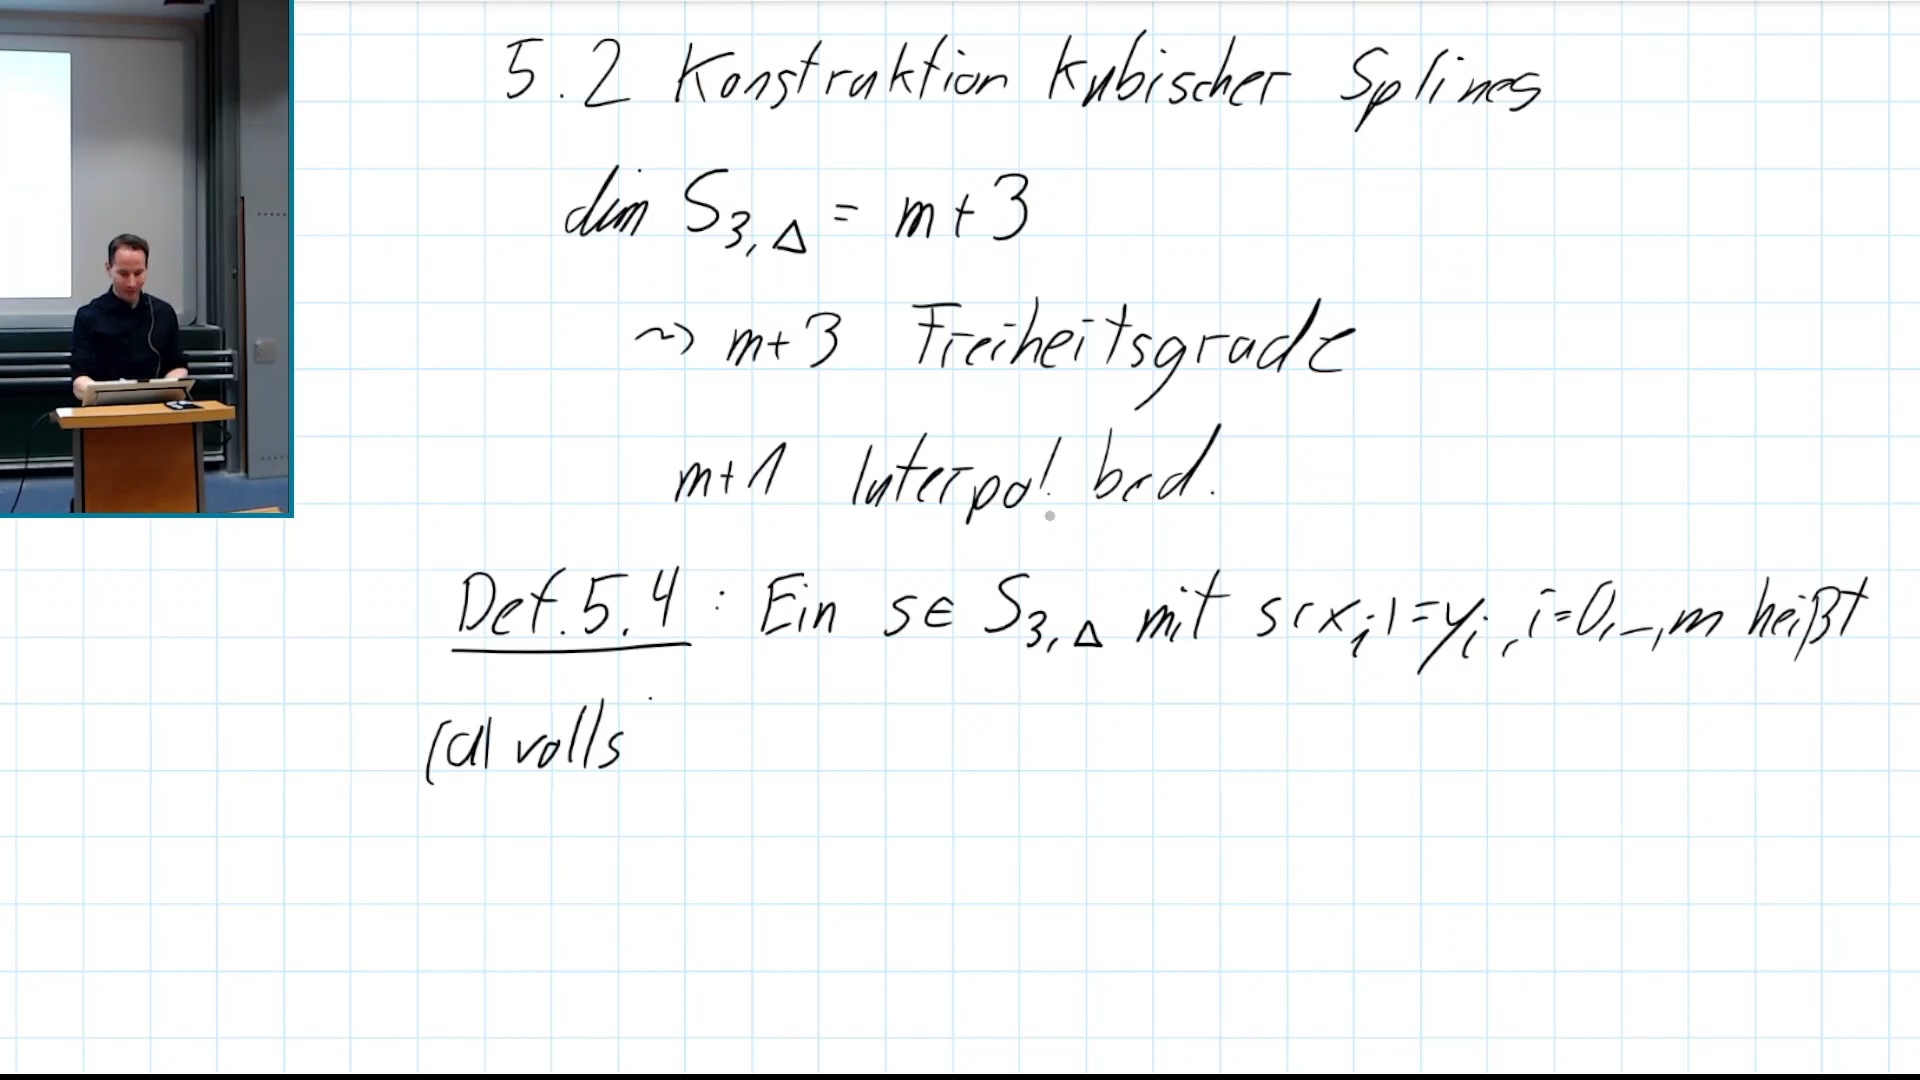 5.2 Konstruktion kubischer Splines
dim S₃,Δ = m+3
⤳ m+3 Freiheitsgrade
m+1 Interpol. bed.
Def. 5.4 : Ein s∈ S₃,Δ mit s(xᵢ)=yᵢ, i=0,…,m heißt
(a) volls